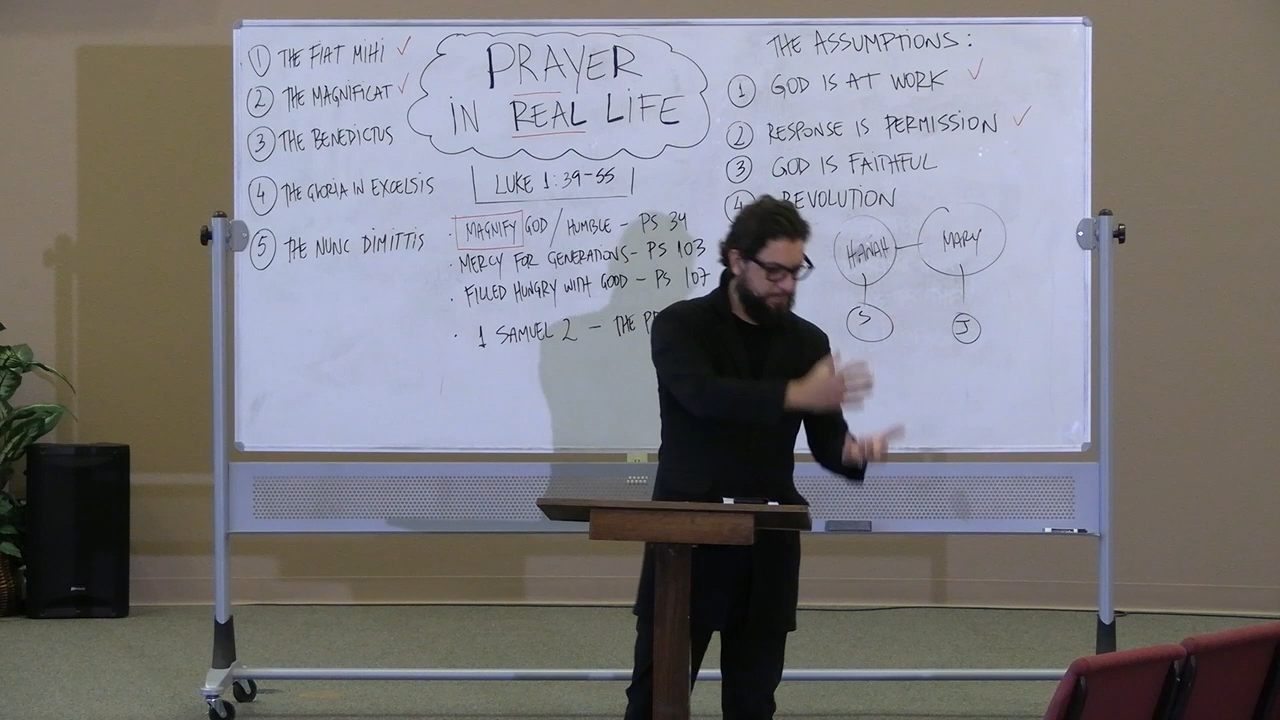 ① THE FIAT MIHI ✓
② THE MAGNIFICAT ✓
③ THE BENEDICTUS
④ THE GLORIA IN EXCELSIS
⑤ THE NUNC DIMITTIS
PRAYER
IN REAL LIFE
LUKE 1:39-55
· MAGNIFY GOD / HUMBLE - PS 34
· MERCY FOR GENERATIONS - PS 103
· FILLED HUNGRY WITH GOOD - PS 107
· 1 SAMUEL 2 - THE
THE ASSUMPTIONS:
① GOD IS AT WORK ✓
② RESPONSE IS PERMISSION ✓
③ GOD IS FAITHFUL
④ REVOLUTION
HANAH
MARY
S
J